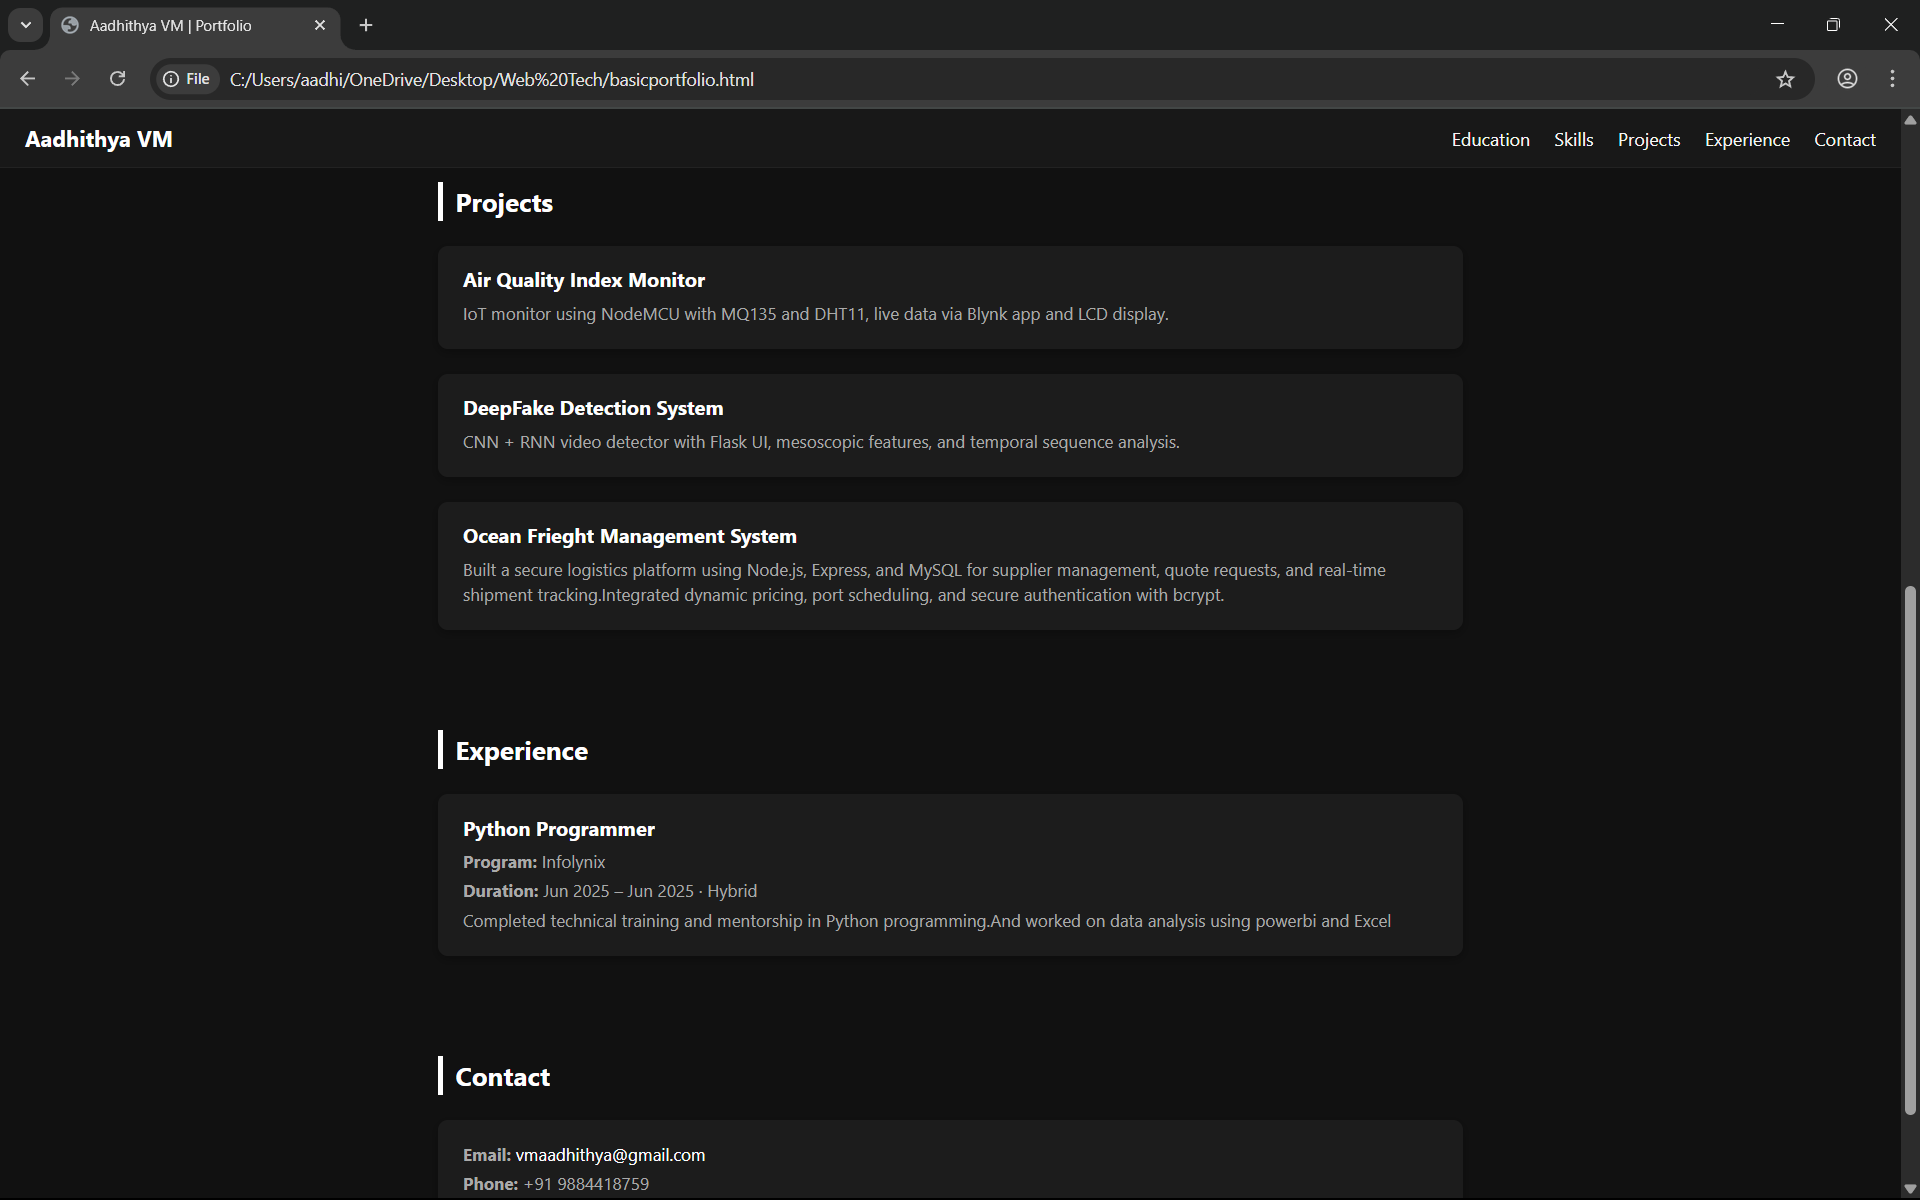 Aadhithya VM | Portfolio
File
C:/Users/aadhi/OneDrive/Desktop/Web%20Tech/basicportfolio.html
Aadhithya VM
Education Skills Projects Experience Contact
Projects
Air Quality Index Monitor
IoT monitor using NodeMCU with MQ135 and DHT11, live data via Blynk app and LCD display.
DeepFake Detection System
CNN + RNN video detector with Flask UI, mesoscopic features, and temporal sequence analysis.
Ocean Frieght Management System
Built a secure logistics platform using Node.js, Express, and MySQL for supplier management, quote requests, and real-time
shipment tracking.Integrated dynamic pricing, port scheduling, and secure authentication with bcrypt.
Experience
Python Programmer
Program: Infolynix
Duration: Jun 2025 – Jun 2025 · Hybrid
Completed technical training and mentorship in Python programming.And worked on data analysis using powerbi and Excel
Contact
Email: vmaadhithya@gmail.com
Phone: +91 9884418759